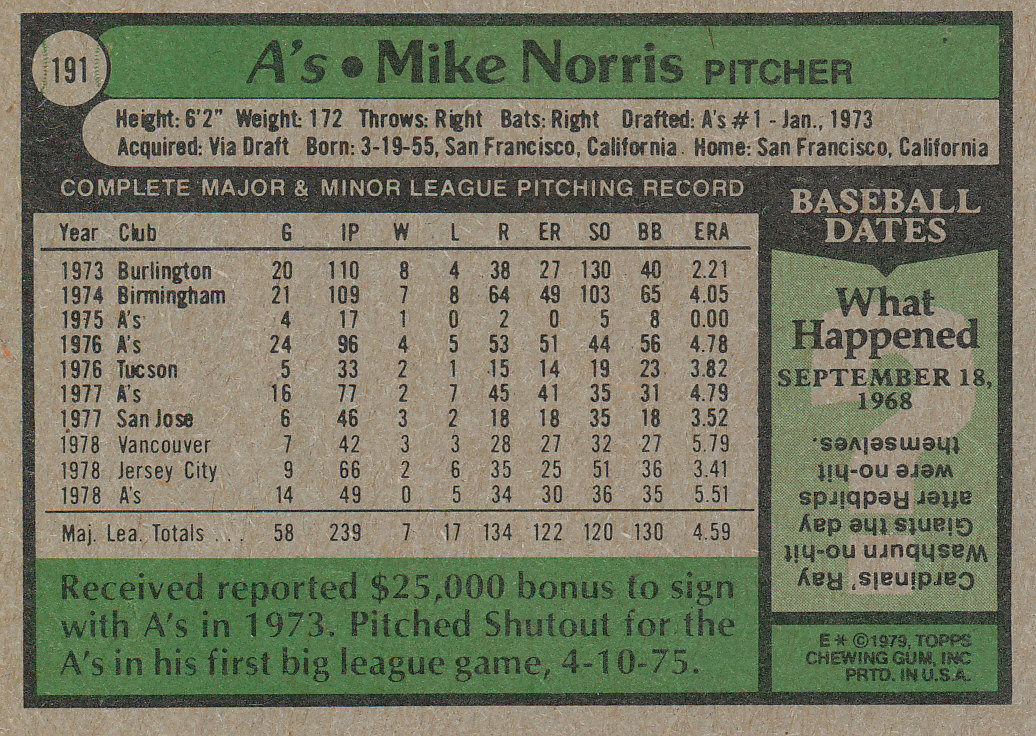 191
A's • Mike Norris PITCHER
Height: 6'2" Weight: 172 Throws: Right Bats: Right Drafted: A's #1 - Jan., 1973
Acquired: Via Draft Born: 3-19-55, San Francisco, California Home: San Francisco, California
COMPLETE MAJOR & MINOR LEAGUE PITCHING RECORD
Year Club G IP W L R ER SO BB ERA
1973 Burlington 20 110 8 4 38 27 130 40 2.21
1974 Birmingham 21 109 7 8 64 49 103 65 4.05
1975 A's 4 17 1 0 2 0 5 8 0.00
1976 A's 24 96 4 5 53 51 44 56 4.78
1976 Tucson 5 33 2 1 15 14 19 23 3.82
1977 A's 16 77 2 7 45 41 35 31 4.79
1977 San Jose 6 46 3 2 18 18 35 18 3.52
1978 Vancouver 7 42 3 3 28 27 32 27 5.79
1978 Jersey City 9 66 2 6 35 25 51 36 3.41
1978 A's 14 49 0 5 34 30 36 35 5.51
Maj. Lea. Totals ... 58 239 7 17 134 122 120 130 4.59
Received reported $25,000 bonus to sign
with A's in 1973. Pitched Shutout for the
A's in his first big league game, 4-10-75.
BASEBALL
DATES
What
Happened
SEPTEMBER 18,
1968
Cardinals' Ray
Washburn no-hit
Giants the day
after Redbirds
were no-hit
themselves.
E* ©1979, TOPPS
CHEWING GUM, INC
PRTD. IN U.S.A.